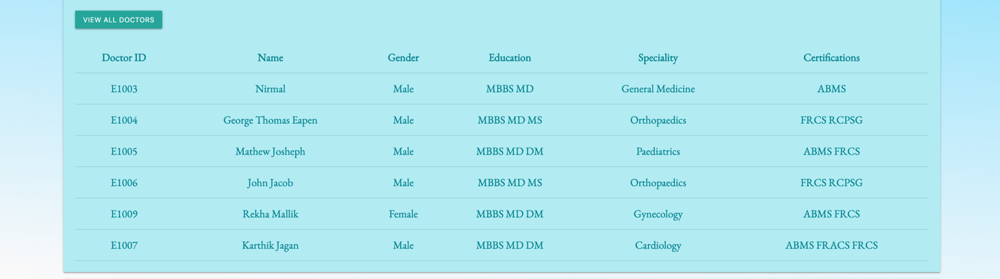 VIEW ALL DOCTORS
Doctor ID Name Gender Education Speciality Certifications
E1003 Nirmal Male MBBS MD General Medicine ABMS
E1004 George Thomas Eapen Male MBBS MD MS Orthopaedics FRCS RCPSG
E1005 Mathew Josheph Male MBBS MD DM Paediatrics ABMS FRCS
E1006 John Jacob Male MBBS MD MS Orthopaedics FRCS RCPSG
E1009 Rekha Mallik Female MBBS MD DM Gynecology ABMS FRCS
E1007 Karthik Jagan Male MBBS MD DM Cardiology ABMS FRACS FRCS